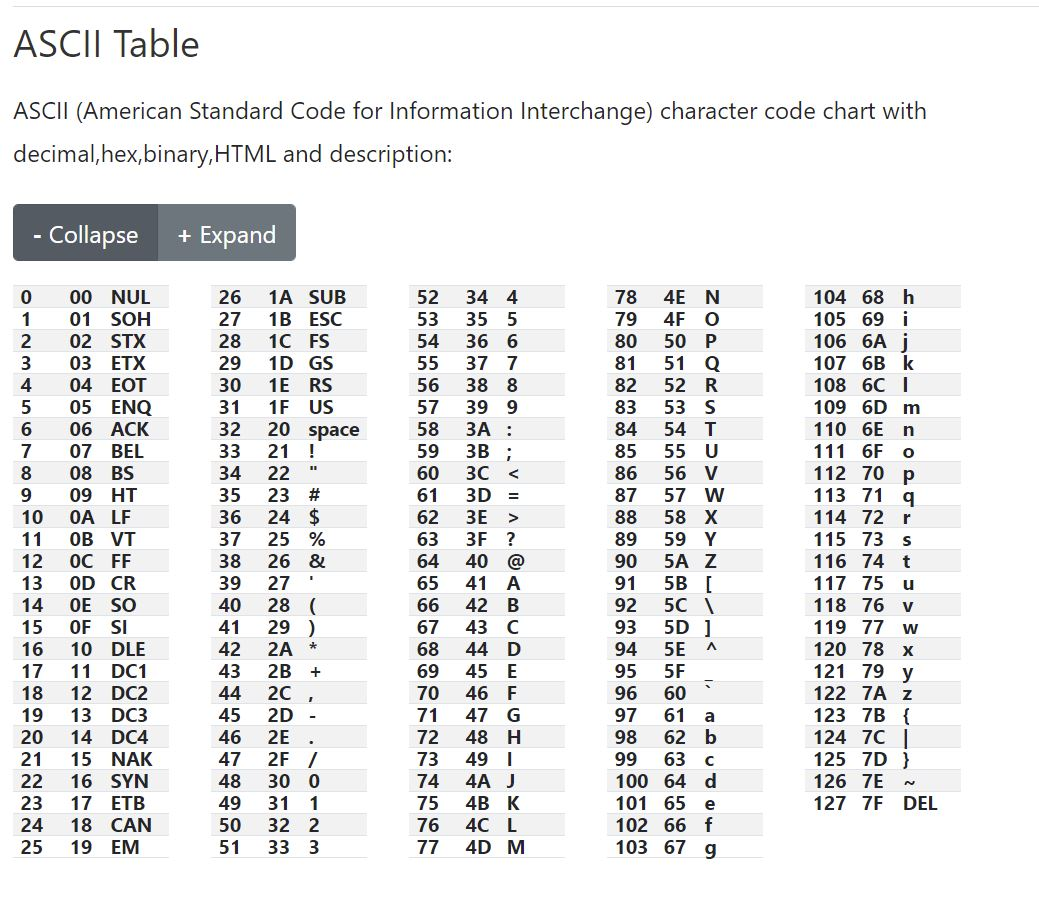 ASCII Table
ASCII (American Standard Code for Information Interchange) character code chart with
decimal,hex,binary,HTML and description:
- Collapse + Expand
0 00 NUL
1 01 SOH
2 02 STX
3 03 ETX
4 04 EOT
5 05 ENQ
6 06 ACK
7 07 BEL
8 08 BS
9 09 HT
10 0A LF
11 0B VT
12 0C FF
13 0D CR
14 0E SO
15 0F SI
16 10 DLE
17 11 DC1
18 12 DC2
19 13 DC3
20 14 DC4
21 15 NAK
22 16 SYN
23 17 ETB
24 18 CAN
25 19 EM
26 1A SUB
27 1B ESC
28 1C FS
29 1D GS
30 1E RS
31 1F US
32 20 space
33 21 !
34 22 "
35 23 #
36 24 $
37 25 %
38 26 &
39 27 '
40 28 (
41 29 )
42 2A *
43 2B +
44 2C ,
45 2D -
46 2E .
47 2F /
48 30 0
49 31 1
50 32 2
51 33 3
52 34 4
53 35 5
54 36 6
55 37 7
56 38 8
57 39 9
58 3A :
59 3B ;
60 3C <
61 3D =
62 3E >
63 3F ?
64 40 @
65 41 A
66 42 B
67 43 C
68 44 D
69 45 E
70 46 F
71 47 G
72 48 H
73 49 I
74 4A J
75 4B K
76 4C L
77 4D M
78 4E N
79 4F O
80 50 P
81 51 Q
82 52 R
83 53 S
84 54 T
85 55 U
86 56 V
87 57 W
88 58 X
89 59 Y
90 5A Z
91 5B [
92 5C \
93 5D ]
94 5E ^
95 5F _
96 60 `
97 61 a
98 62 b
99 63 c
100 64 d
101 65 e
102 66 f
103 67 g
104 68 h
105 69 i
106 6A j
107 6B k
108 6C l
109 6D m
110 6E n
111 6F o
112 70 p
113 71 q
114 72 r
115 73 s
116 74 t
117 75 u
118 76 v
119 77 w
120 78 x
121 79 y
122 7A z
123 7B {
124 7C |
125 7D }
126 7E ~
127 7F DEL